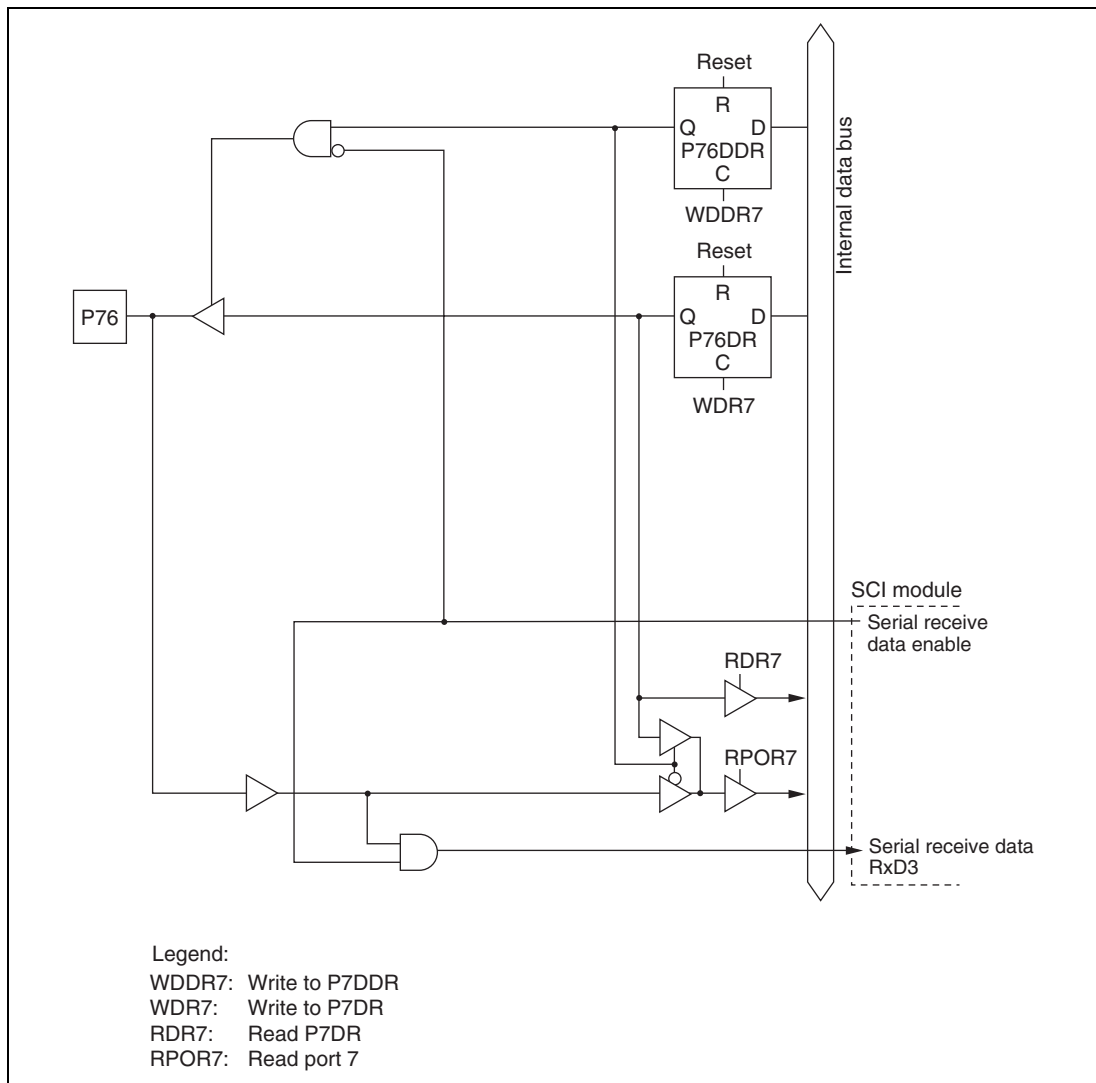 Reset
R
Q D
P76DDR
C
WDDR7
Internal data bus
Reset
R
P76
Q D
P76DR
C
WDR7
SCI module
Serial receive
data enable
RDR7
RPOR7
Serial receive data
RxD3
Legend:
WDDR7: Write to P7DDR
WDR7: Write to P7DR
RDR7: Read P7DR
RPOR7: Read port 7